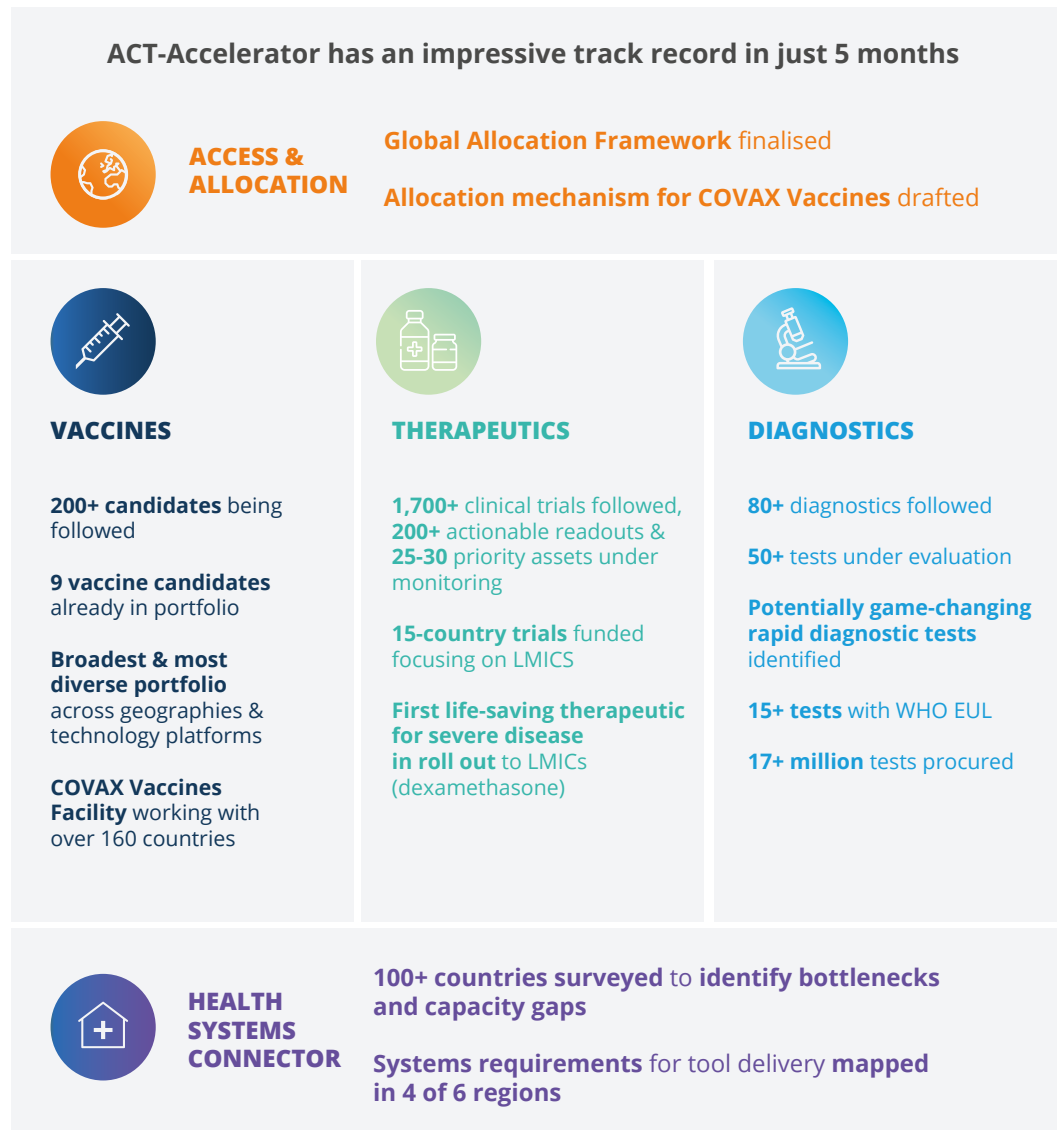 ACT-Accelerator has an impressive track record in just 5 months
ACCESS &
ALLOCATION
Global Allocation Framework finalised
Allocation mechanism for COVAX Vaccines drafted
VACCINES
200+ candidates being
followed
9 vaccine candidates
already in portfolio
Broadest & most
diverse portfolio
across geographies &
technology platforms
COVAX Vaccines
Facility working with
over 160 countries
THERAPEUTICS
1,700+ clinical trials followed,
200+ actionable readouts &
25-30 priority assets under
monitoring
15-country trials funded
focusing on LMICS
First life-saving therapeutic
for severe disease
in roll out to LMICs
(dexamethasone)
DIAGNOSTICS
80+ diagnostics followed
50+ tests under evaluation
Potentially game-changing
rapid diagnostic tests
identified
15+ tests with WHO EUL
17+ million tests procured
HEALTH
SYSTEMS
CONNECTOR
100+ countries surveyed to identify bottlenecks
and capacity gaps
Systems requirements for tool delivery mapped
in 4 of 6 regions